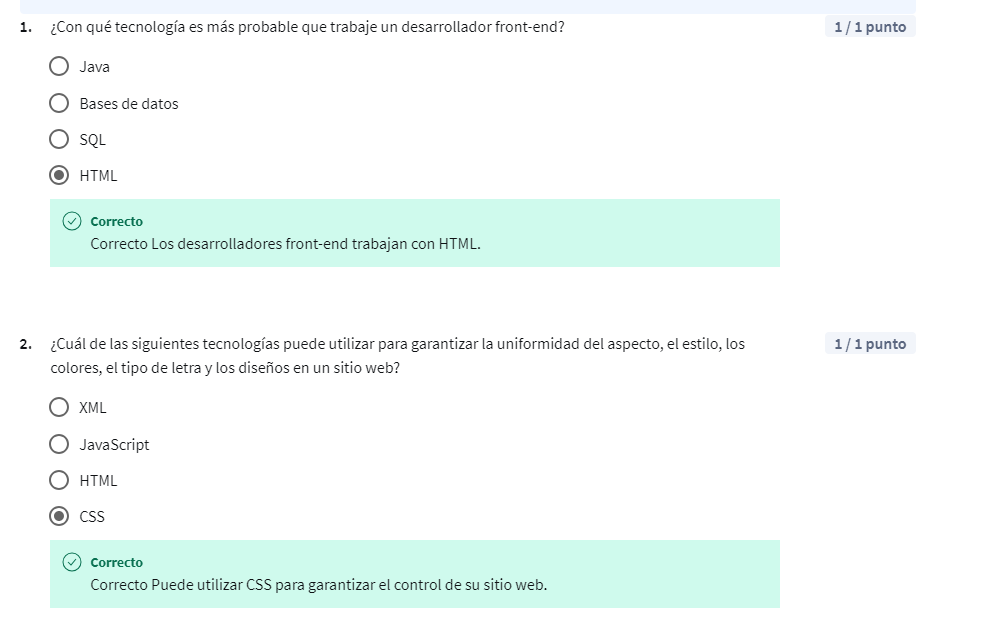 1. ¿Con qué tecnología es más probable que trabaje un desarrollador front-end? 1 / 1 punto
Java
Bases de datos
SQL
HTML
Correcto
Correcto Los desarrolladores front-end trabajan con HTML.
2. ¿Cuál de las siguientes tecnologías puede utilizar para garantizar la uniformidad del aspecto, el estilo, los 1 / 1 punto
colores, el tipo de letra y los diseños en un sitio web?
XML
JavaScript
HTML
CSS
Correcto
Correcto Puede utilizar CSS para garantizar el control de su sitio web.